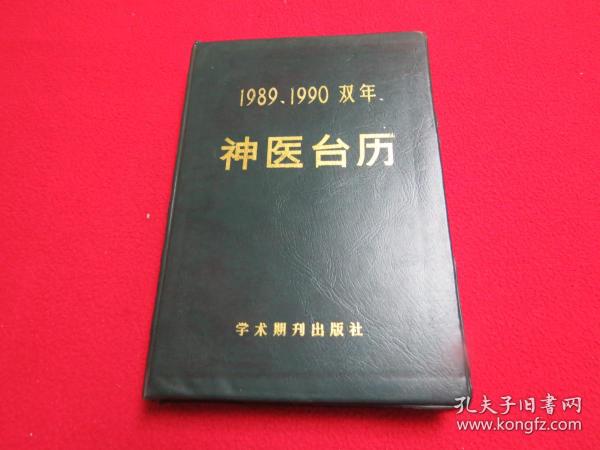 1989、1990 双年
神医台历
学术期刊出版社
孔夫子旧書网
www.kongfz.com